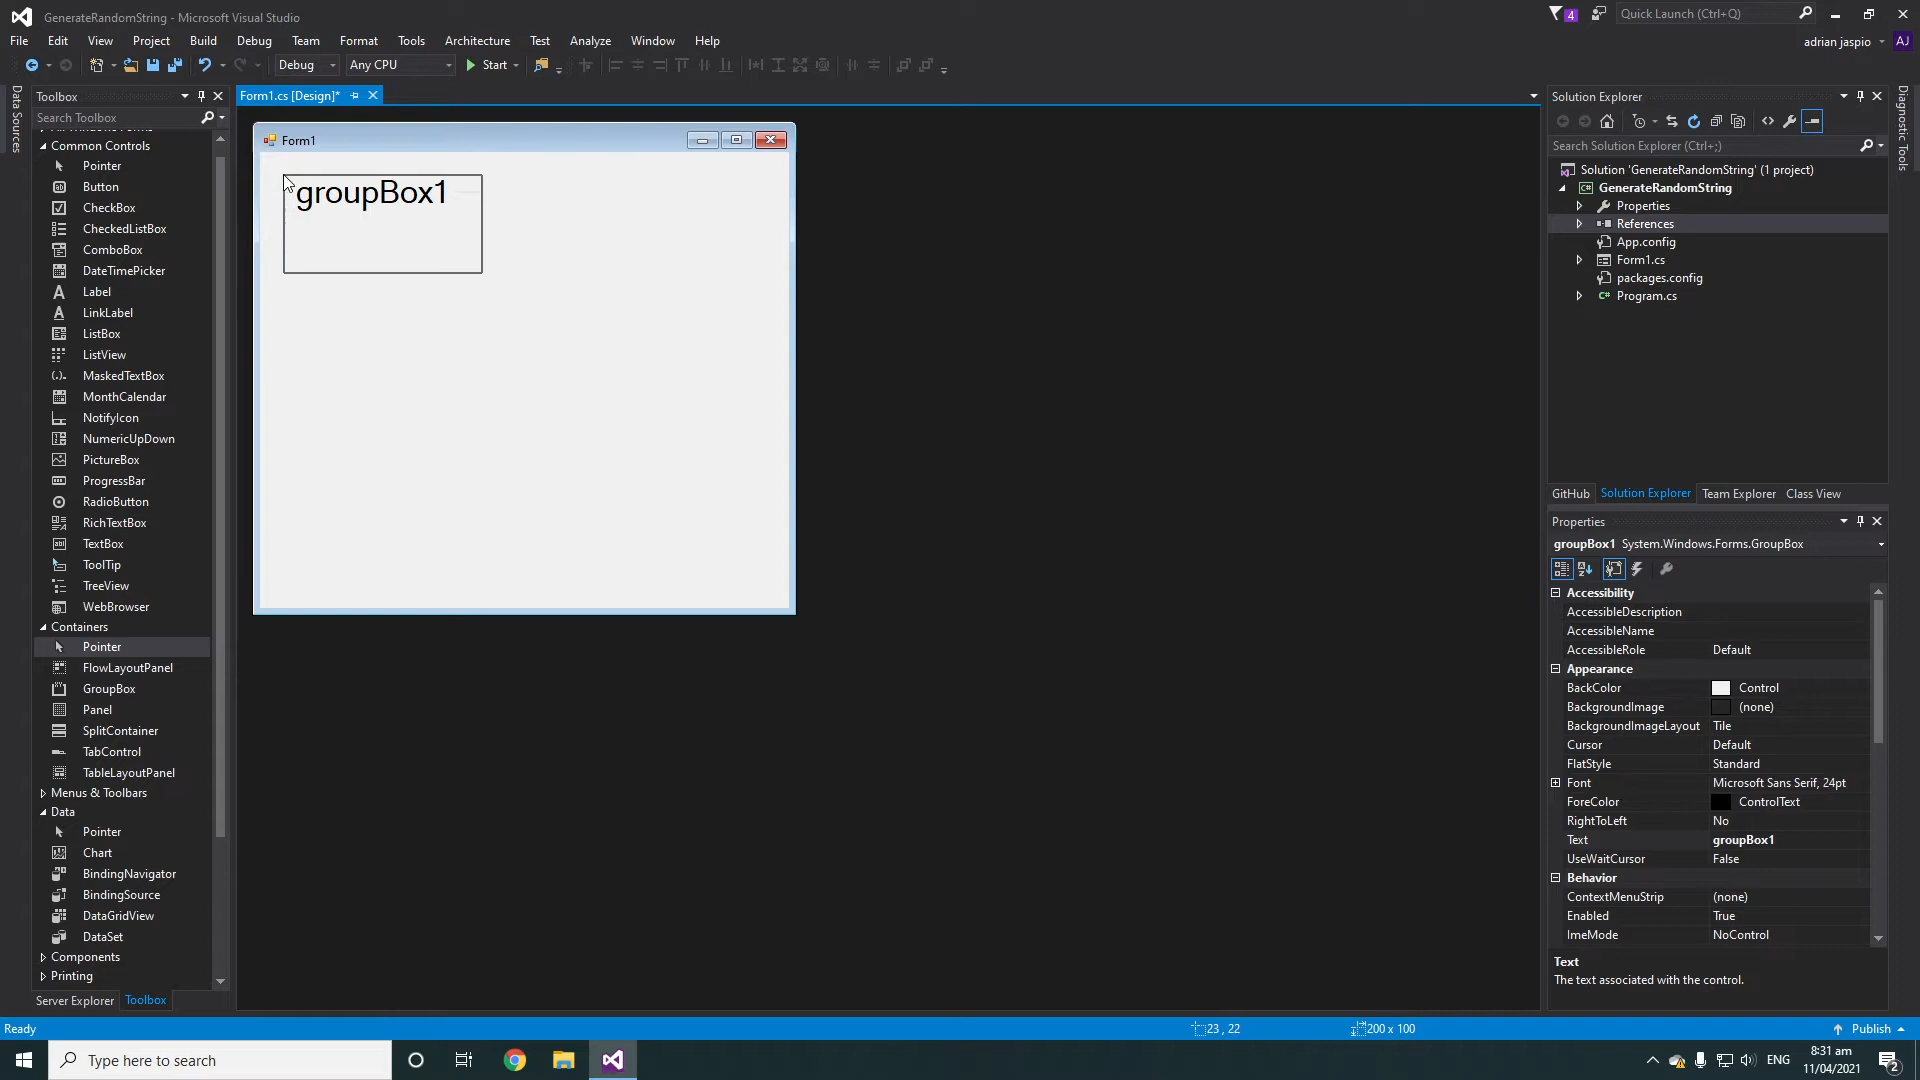 GenerateRandomString - Microsoft Visual Studio
4
Quick Launch (Ctrl+Q)
File Edit View Project Build Debug Team Format Tools Architecture Test Analyze Window Help
adrian jaspio
AJ
Debug
Any CPU
Start
Data Sources
Toolbox
Search Toolbox
All Windows Forms
Common Controls
Pointer
Button
CheckBox
CheckedListBox
ComboBox
DateTimePicker
Label
LinkLabel
ListBox
ListView
MaskedTextBox
MonthCalendar
NotifyIcon
NumericUpDown
PictureBox
ProgressBar
RadioButton
RichTextBox
TextBox
ToolTip
TreeView
WebBrowser
Containers
Pointer
FlowLayoutPanel
GroupBox
Panel
SplitContainer
TabControl
TableLayoutPanel
Menus & Toolbars
Data
Pointer
Chart
BindingNavigator
BindingSource
DataGridView
DataSet
Components
Printing
Server Explorer
Toolbox
Form1.cs [Design]*
Form1
groupBox1
Solution Explorer
Search Solution Explorer (Ctrl+;)
Solution 'GenerateRandomString' (1 project)
GenerateRandomString
Properties
References
App.config
Form1.cs
packages.config
Program.cs
GitHub
Solution Explorer
Team Explorer
Class View
Diagnostic Tools
Properties
groupBox1 System.Windows.Forms.GroupBox
Accessibility
AccessibleDescription
AccessibleName
AccessibleRole Default
Appearance
BackColor Control
BackgroundImage (none)
BackgroundImageLayout Tile
Cursor Default
FlatStyle Standard
Font Microsoft Sans Serif, 24pt
ForeColor ControlText
RightToLeft No
Text groupBox1
UseWaitCursor False
Behavior
ContextMenuStrip (none)
Enabled True
ImeMode NoControl
Text
The text associated with the control.
Ready
23 , 22
200 x 100
Publish
Type here to search
ENG
8:31 am
11/04/2021
2